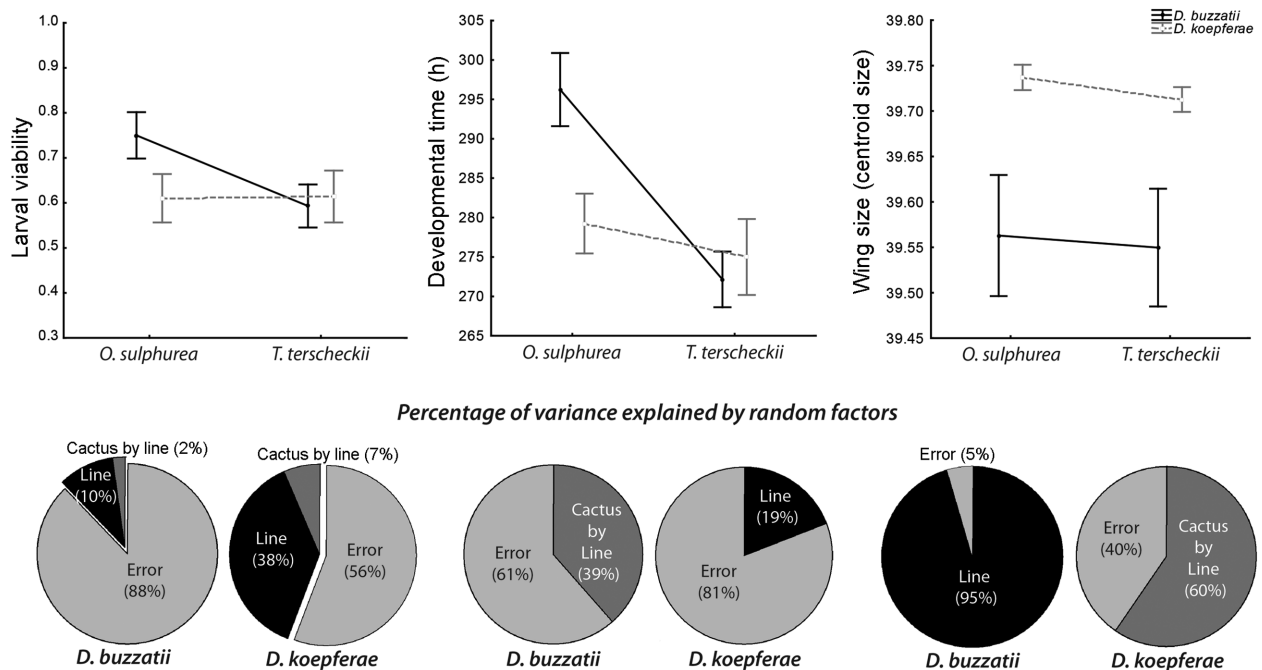 D. buzzatii
D. koepferae
Larval viability
1.0
0.9
0.8
0.7
0.6
0.5
0.4
0.3
O. sulphurea
T. terscheckii
Developmental time (h)
305
300
295
290
285
280
275
270
265
O. sulphurea
T. terscheckii
Wing size (centroid size)
39.80
39.75
39.70
39.65
39.60
39.55
39.50
39.45
O. sulphurea
T. terscheckii
Percentage of variance explained by random factors
Cactus by line (2%)
Line
(10%)
Error
(88%)
D. buzzatii
Cactus by line (7%)
Line
(38%)
Error
(56%)
D. koepferae
Error
(61%)
Cactus
by
Line
(39%)
D. buzzatii
Line
(19%)
Error
(81%)
D. koepferae
Error (5%)
Line
(95%)
D. buzzatii
Error
(40%)
Cactus
by
Line
(60%)
D. koepferae